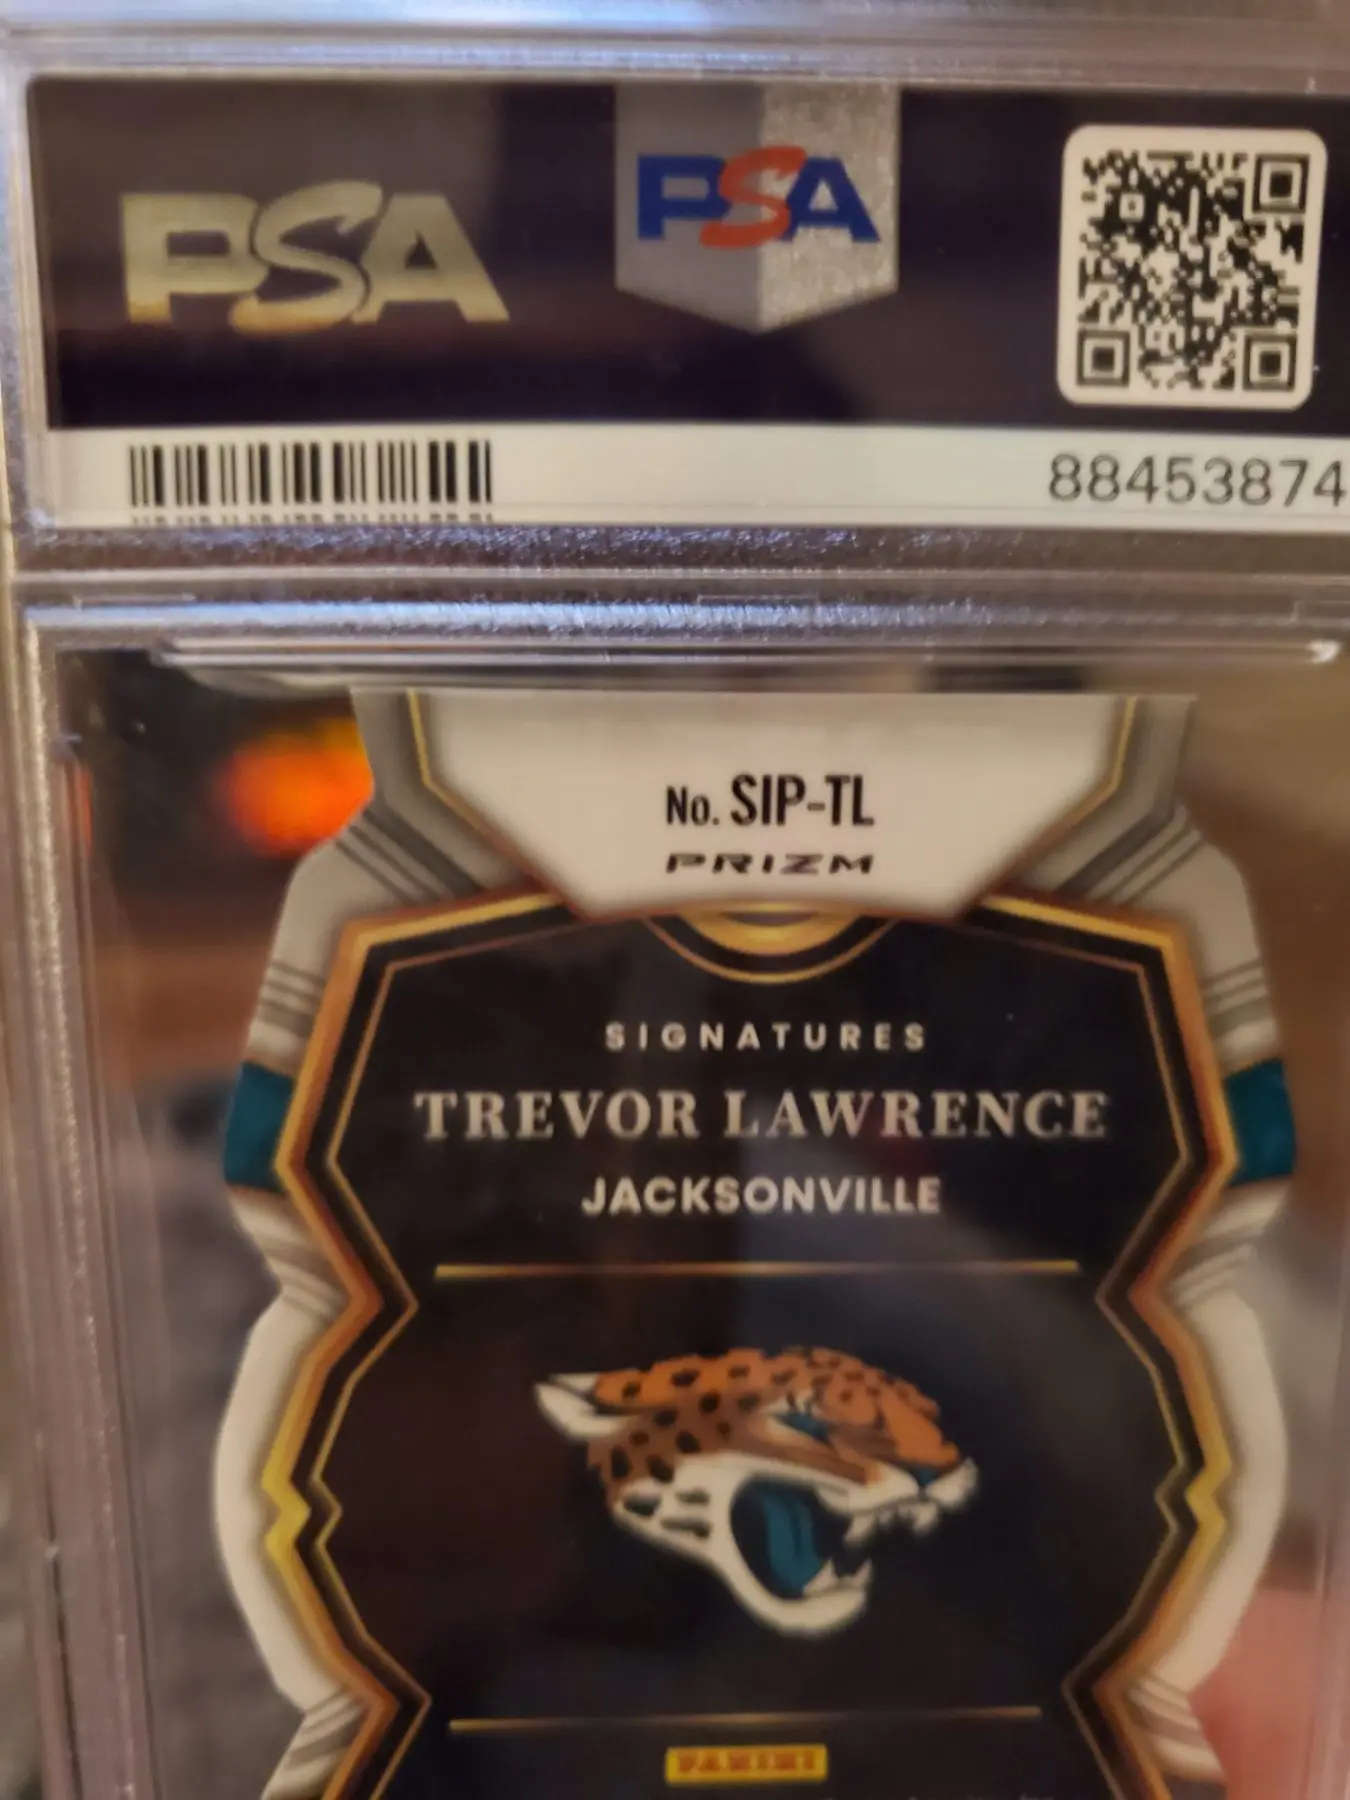 PSA
PSA
88453874
No. SIP-TL
PRIZM
SIGNATURES
TREVOR LAWRENCE
JACKSONVILLE
PANINI